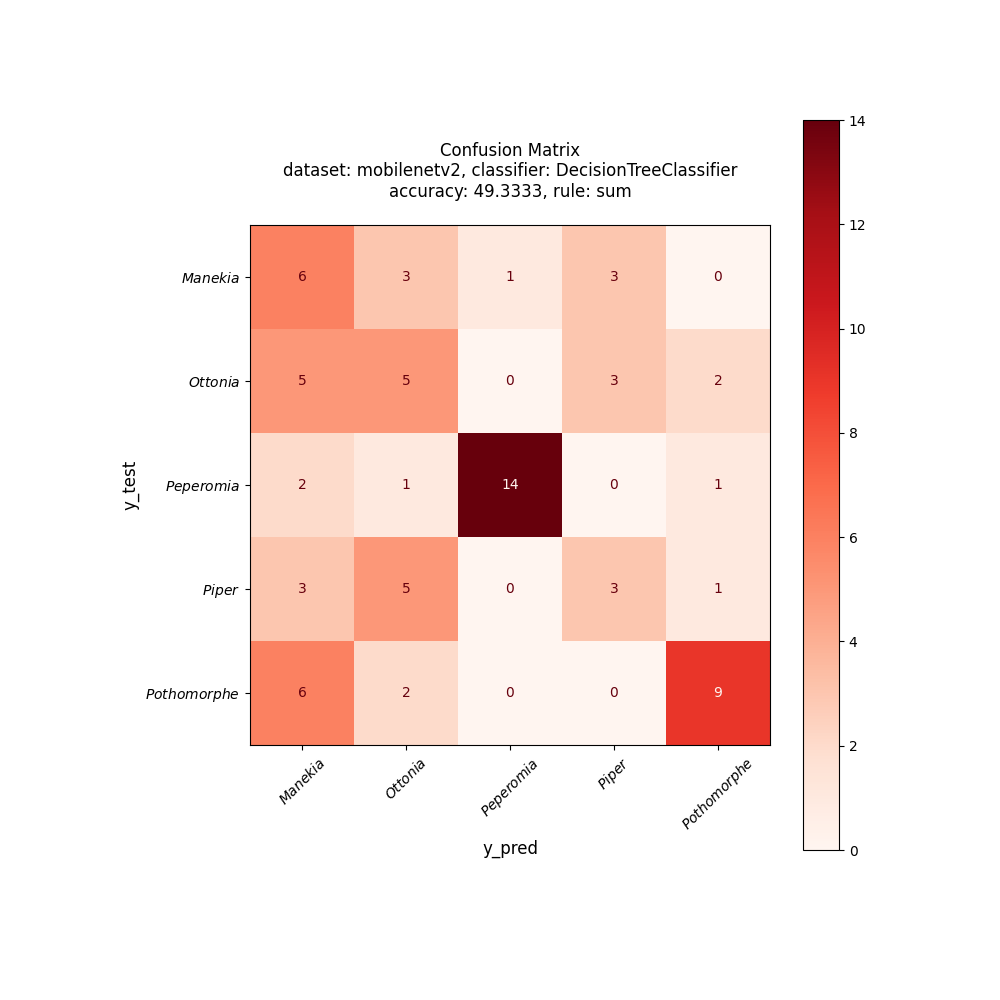 Confusion Matrix
dataset: mobilenetv2, classifier: DecisionTreeClassifier
accuracy: 49.3333, rule: sum
Manekia 6 3 1 3 0
Ottonia 5 5 0 3 2
Peperomia 2 1 14 0 1
Piper 3 5 0 3 1
Pothomorphe 6 2 0 0 9
y_test
Manekia Ottonia Peperomia Piper Pothomorphe
y_pred
14
12
10
8
6
4
2
0